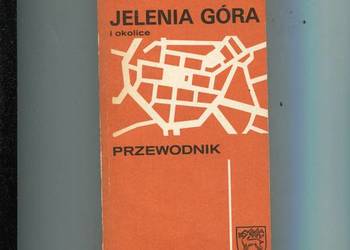 JELENIA GÓRA
i okolice
PRZEWODNIK